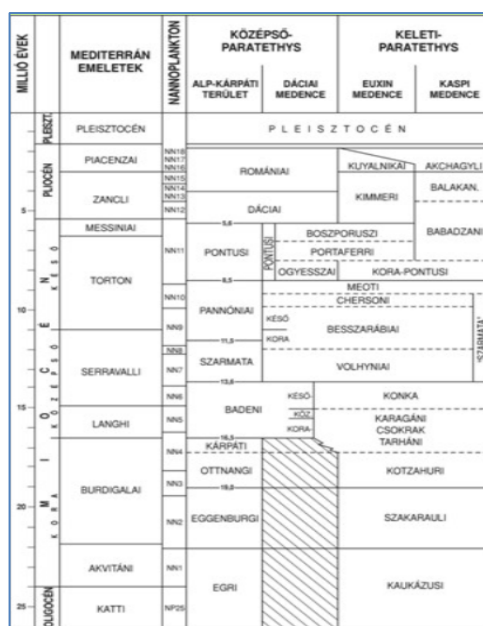 MILLIÓ ÉVEK
MEDITERRÁN
EMELETEK
NANNOPLANKTON
KÖZÉPSŐ-
PARATETHYS
KELETI-
PARATETHYS
ALP-KÁRPÁTI
TERÜLET
DÁCIAI
MEDENCE
EUXIN
MEDENCE
KASPI
MEDENCE
PLEISZT.
PLEISZTOCÉN
PLEISZTOCÉN
PLIOCÉN
PIACENZAI
NN18
NN17
NN16
ROMÁNIAI
KUYALNIKAI
AKCHAGYLI
NN15
NN14
NN13
ZANCLI
KIMMERI
BALAKAN.
5
NN12
DÁCIAI
5,6
MIOCÉN
KÉSŐ
MESSINIAI
BABADZANI
PONTUSI
PONTUSI
BOSZPORUSZI
PORTAFERRI
NN11
OGYESSZAI
KORA-PONTUSI
8,5
TORTON
MEOTI
NN10
CHERSONI
10
PANNÓNIAI
KÉSŐ
NN9
KORA
BESSZARÁBIAI
"SZARMATA"
11,5
KÖZÉPSŐ
NN8
SERRAVALLI
NN7
SZARMATA
VOLHYNIAI
13,6
NN6
BADENI
KÉSŐ
KONKA
15
KÖZ.
LANGHI
NN5
KORA
KARAGÁNI
CSOKRAK
TARHÁNI
16,5
KORA
NN4
KÁRPÁTI
OTTNANGI
KOTZAHURI
BURDIGALAI
NN3
19,0
20
NN2
EGGENBURGI
SZAKARAULI
AKVITÁNI
NN1
EGRI
KAUKÁZUSI
OLIGOCÉN
KATTI
NP25
25